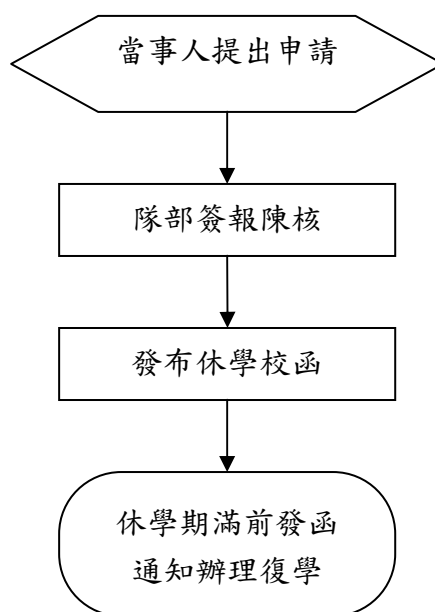 當事人提出申請
隊部簽報陳核
發布休學校函
休學期滿前發函
通知辦理復學